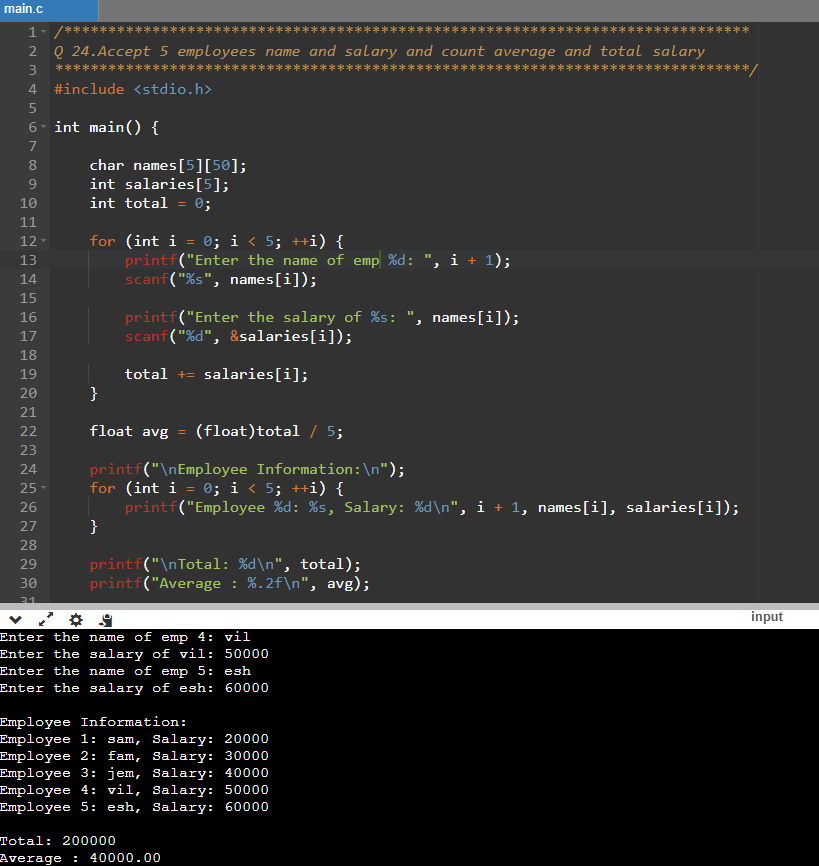 main.c
1 /******************************************************************************
2 Q 24.Accept 5 employees name and salary and count average and total salary
3 *******************************************************************************/
4 #include <stdio.h>
5
6 int main() {
7
8     char names[5][50];
9     int salaries[5];
10     int total = 0;
11
12     for (int i = 0; i < 5; ++i) {
13         printf("Enter the name of emp %d: ", i + 1);
14         scanf("%s", names[i]);
15
16         printf("Enter the salary of %s: ", names[i]);
17         scanf("%d", &salaries[i]);
18
19         total += salaries[i];
20     }
21
22     float avg = (float)total / 5;
23
24     printf("\nEmployee Information:\n");
25     for (int i = 0; i < 5; ++i) {
26         printf("Employee %d: %s, Salary: %d\n", i + 1, names[i], salaries[i]);
27     }
28
29     printf("\nTotal: %d\n", total);
30     printf("Average : %.2f\n", avg);
31
input
Enter the name of emp 4: vil
Enter the salary of vil: 50000
Enter the name of emp 5: esh
Enter the salary of esh: 60000

Employee Information:
Employee 1: sam, Salary: 20000
Employee 2: fam, Salary: 30000
Employee 3: jem, Salary: 40000
Employee 4: vil, Salary: 50000
Employee 5: esh, Salary: 60000

Total: 200000
Average : 40000.00